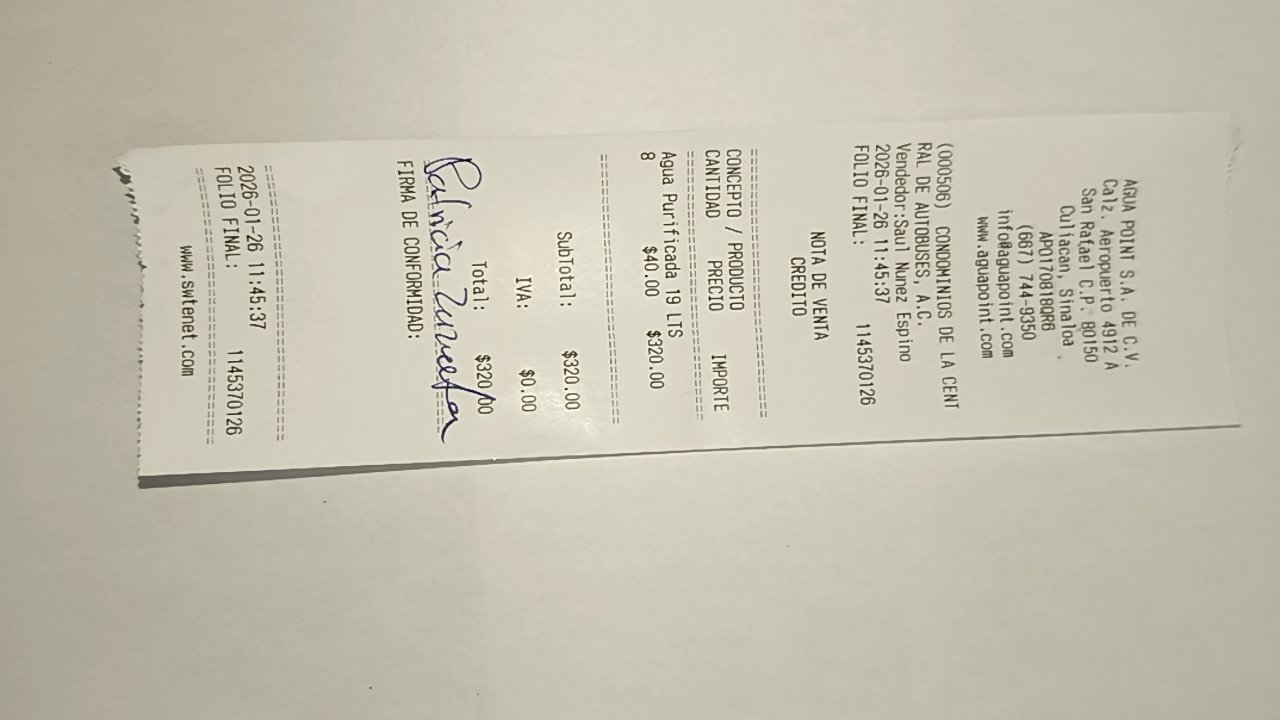 AGUA POINT S.A. DE C.V.
Calz. Aeropuerto 4912 A
San Rafael C.P. 80150
Culiacan, Sinaloa .
APO170818QR6
(667) 744-9350
info@aguapoint.com
www.aguapoint.com
(000506) CONDOMINIOS DE LA CENT
RAL DE AUTOBUSES, A.C.
Vendedor:Saul Nunez Espino
2026-01-26 11:45:37
FOLIO FINAL: 1145370126
NOTA DE VENTA
CREDITO
==============================
CONCEPTO / PRODUCTO
CANTIDAD PRECIO IMPORTE
==============================
Agua Purificada 19 LTS
8 $40.00 $320.00
==============================
SubTotal: $320.00
IVA: $0.00
Total: $320.00
Patricia
FIRMA DE CONFORMIDAD:
==============================
2026-01-26 11:45:37
FOLIO FINAL: 1145370126
==============================
www.swtenet.com